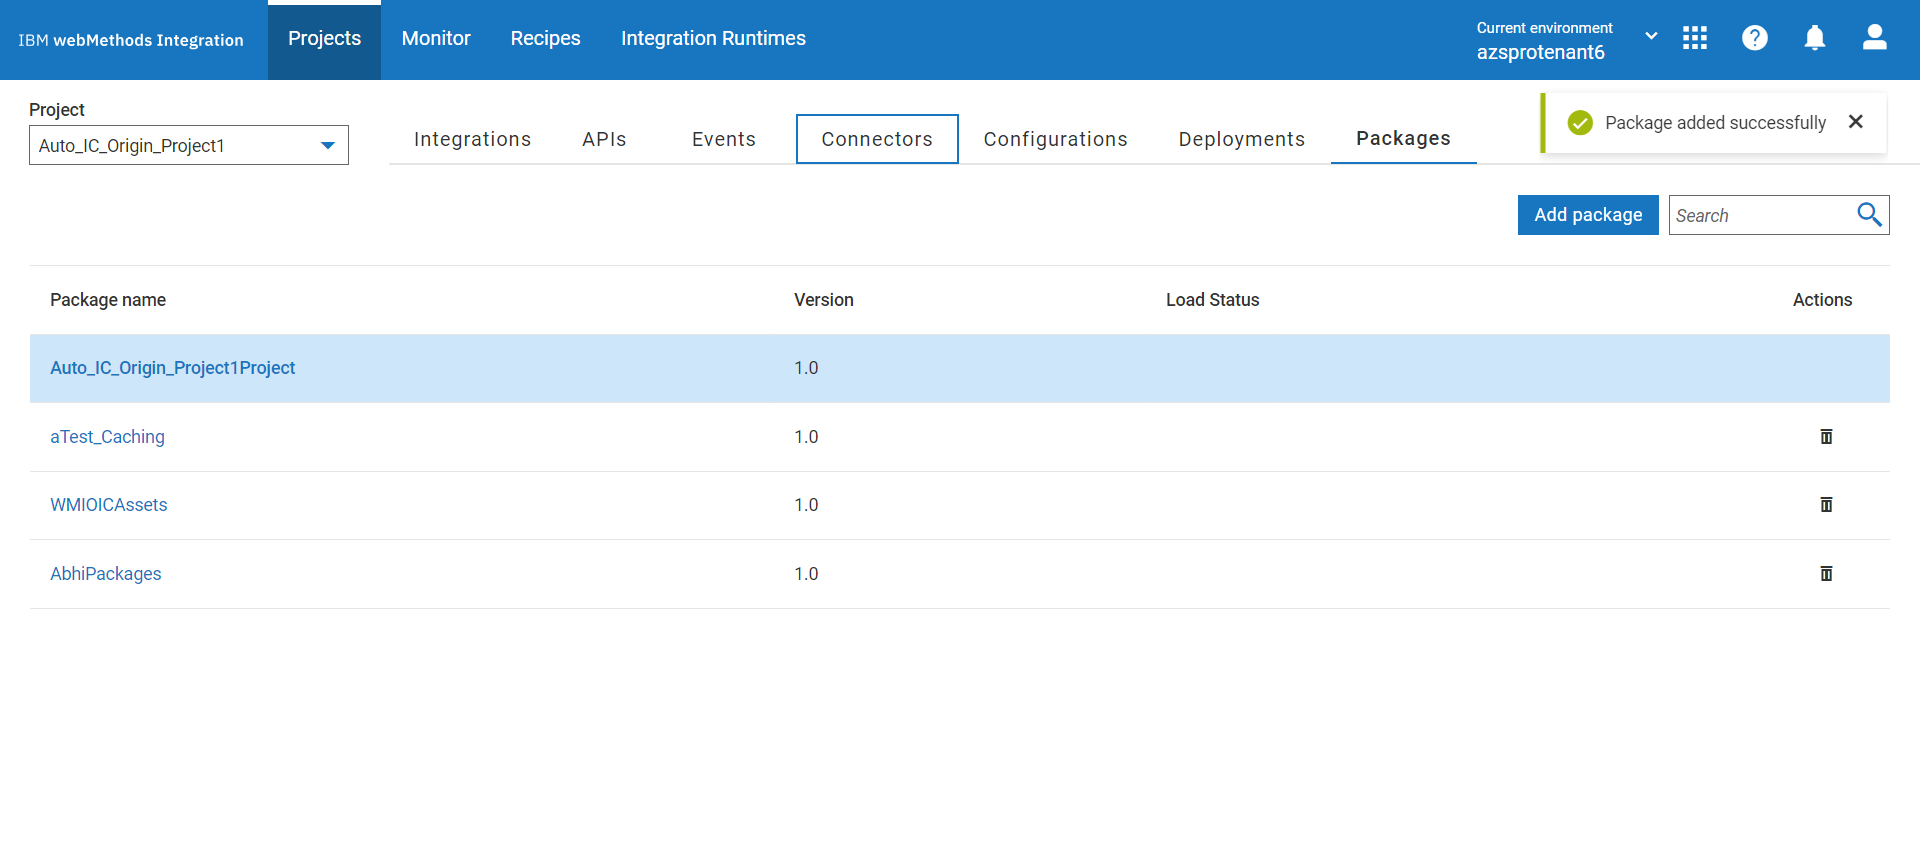 IBM webMethods Integration
Projects
Monitor
Recipes
Integration Runtimes
Current environment
azsprotenant6
Project
Auto_IC_Origin_Project1
Integrations
APIs
Events
Connectors
Configurations
Deployments
Packages
Package added successfully
Add package
Search
Package name Version Load Status Actions
Auto_IC_Origin_Project1Project 1.0
aTest_Caching 1.0
WMIOICAssets 1.0
AbhiPackages 1.0